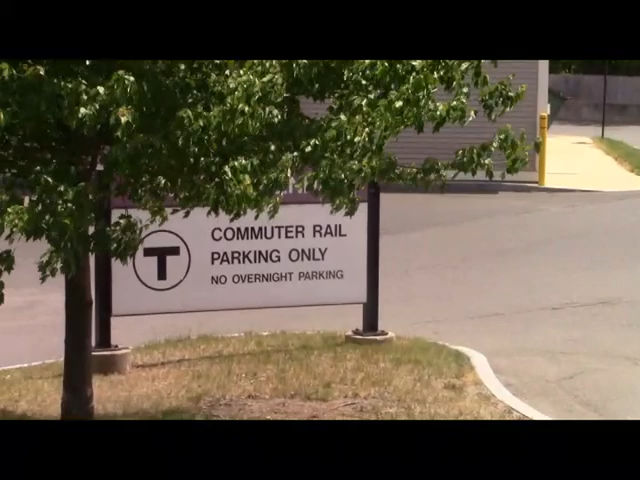 T
COMMUTER RAIL
PARKING ONLY
NO OVERNIGHT PARKING